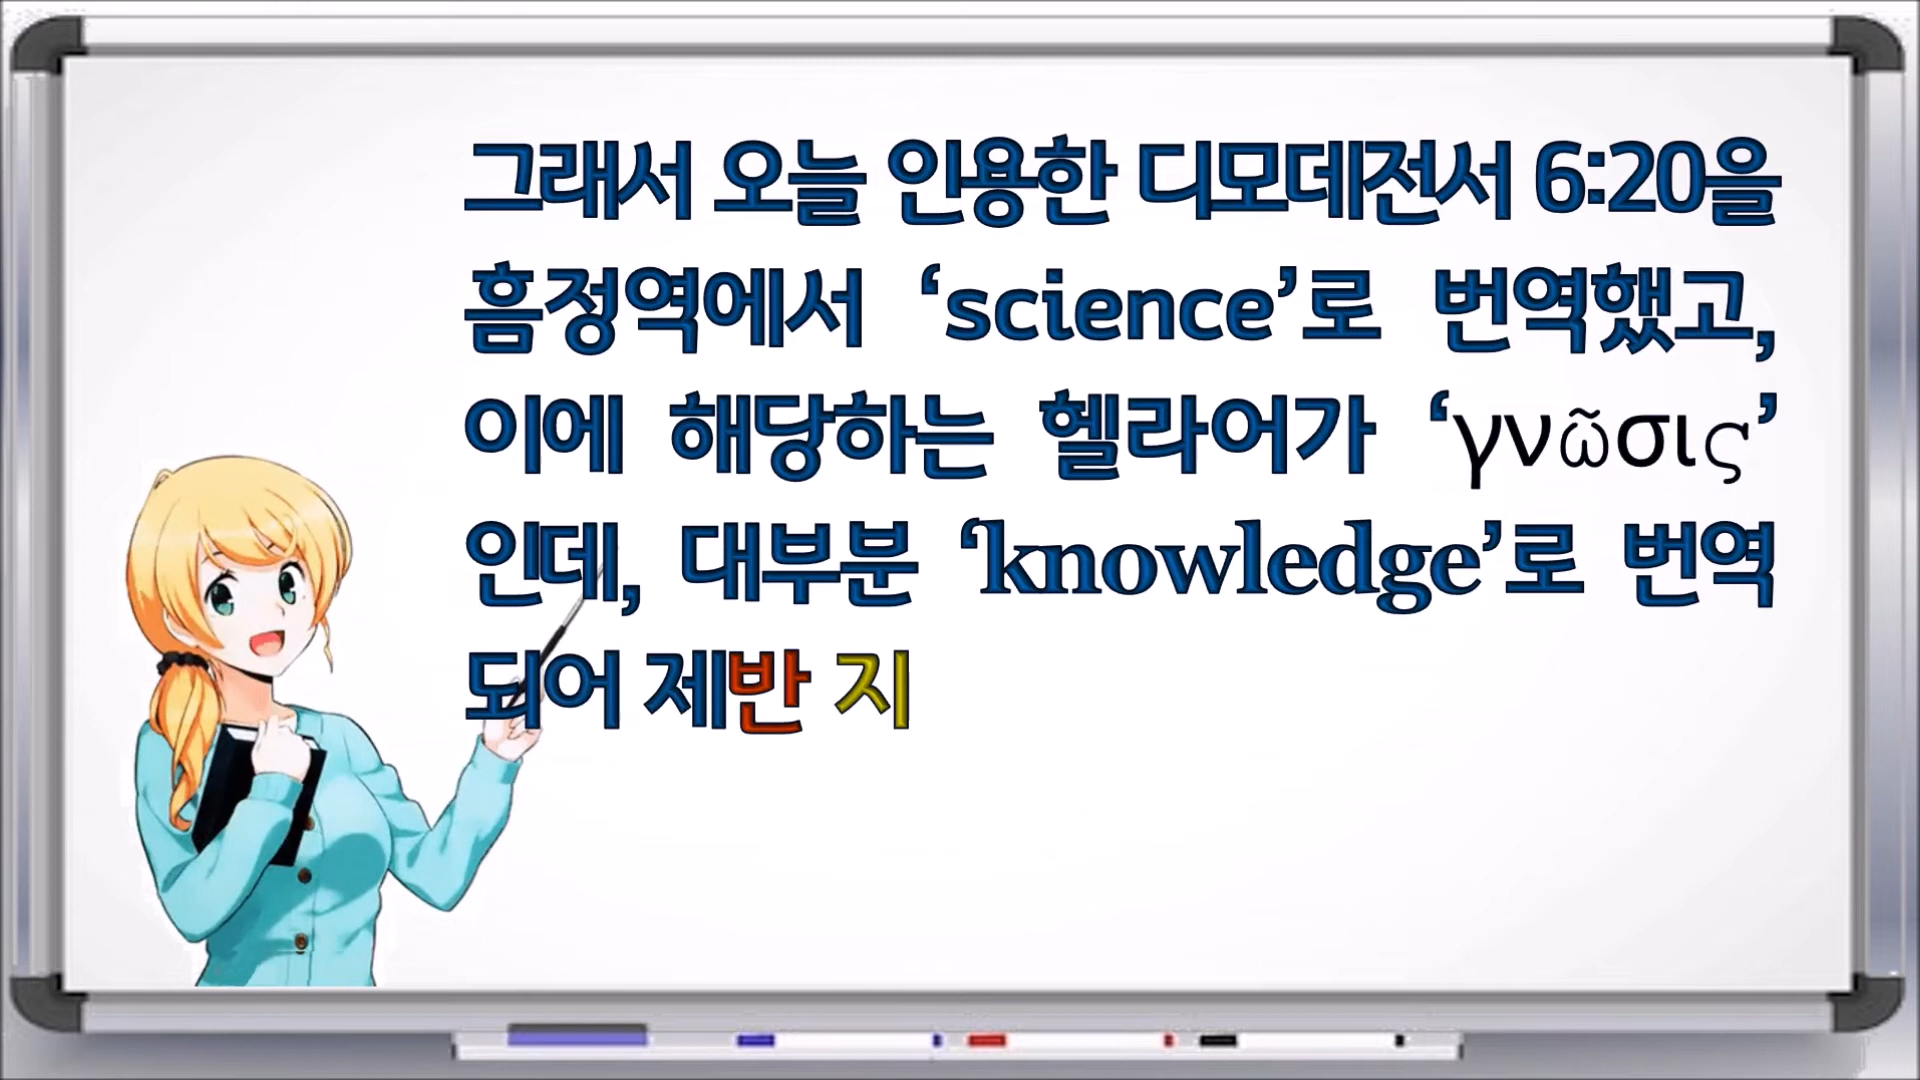 그래서 오늘 인용한 디모데전서 6:20을
흠정역에서 ‘science’로 번역했고,
이에 해당하는 헬라어가 ‘γνῶσις’
인데, 대부분 ‘knowledge’로 번역
되어 제반 지